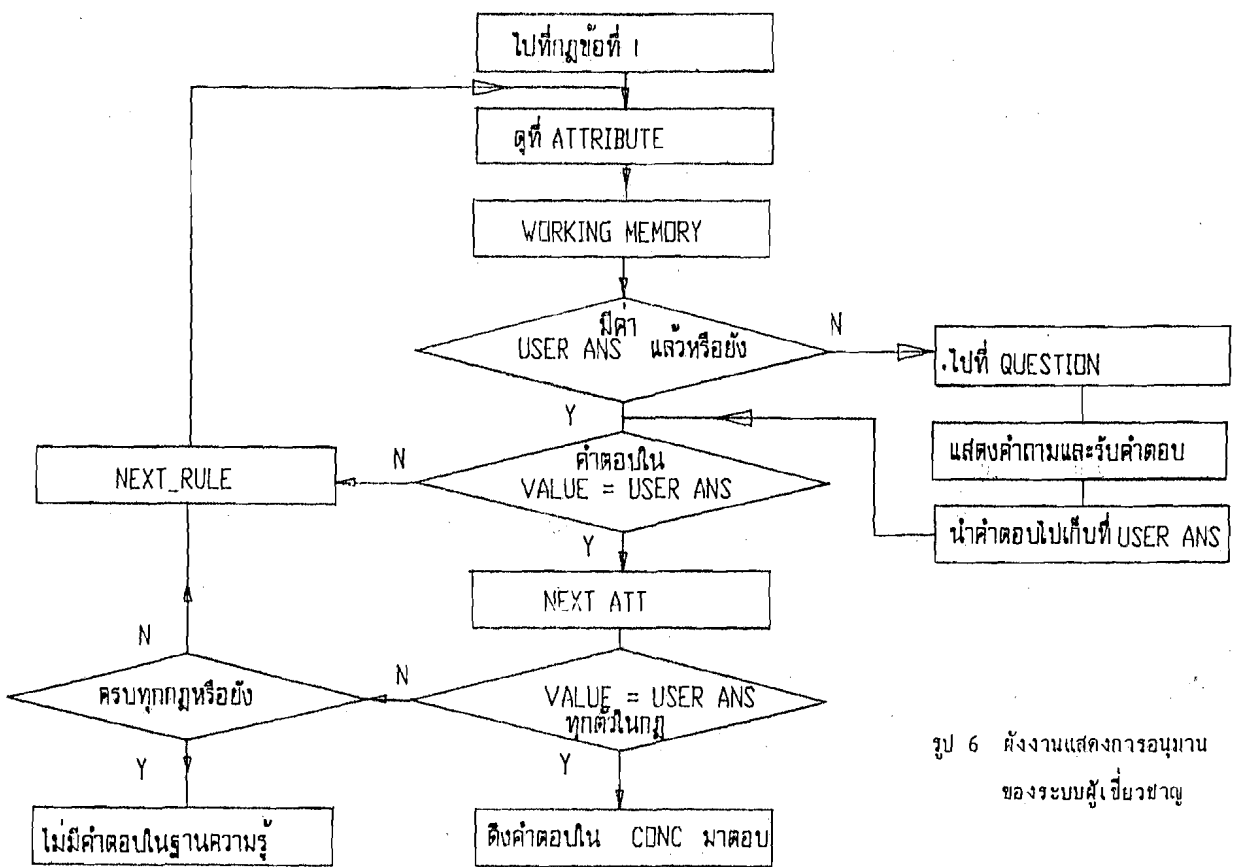 ไปที่กฎข้อที่ 1
ดูที่ ATTRIBUTE
WORKING MEMORY
มีค่า
USER ANS แล้วหรือยัง
N
.ไปที่ QUESTION
Y
แสดงคำถามและรับคำตอบ
NEXT_RULE
N
คำตอบใน
VALUE = USER ANS
นำคำตอบไปเก็บที่ USER ANS
Y
NEXT ATT
N
N
ครบทุกกฎหรือยัง
VALUE = USER ANS
ทุกตัวในกฎ
Y
Y
ไม่มีคำตอบในฐานความรู้
ดึงคำตอบใน CONC มาตอบ
รูป 6 ผังงานแสดงการอนุมาน
ของระบบผู้เชี่ยวชาญ